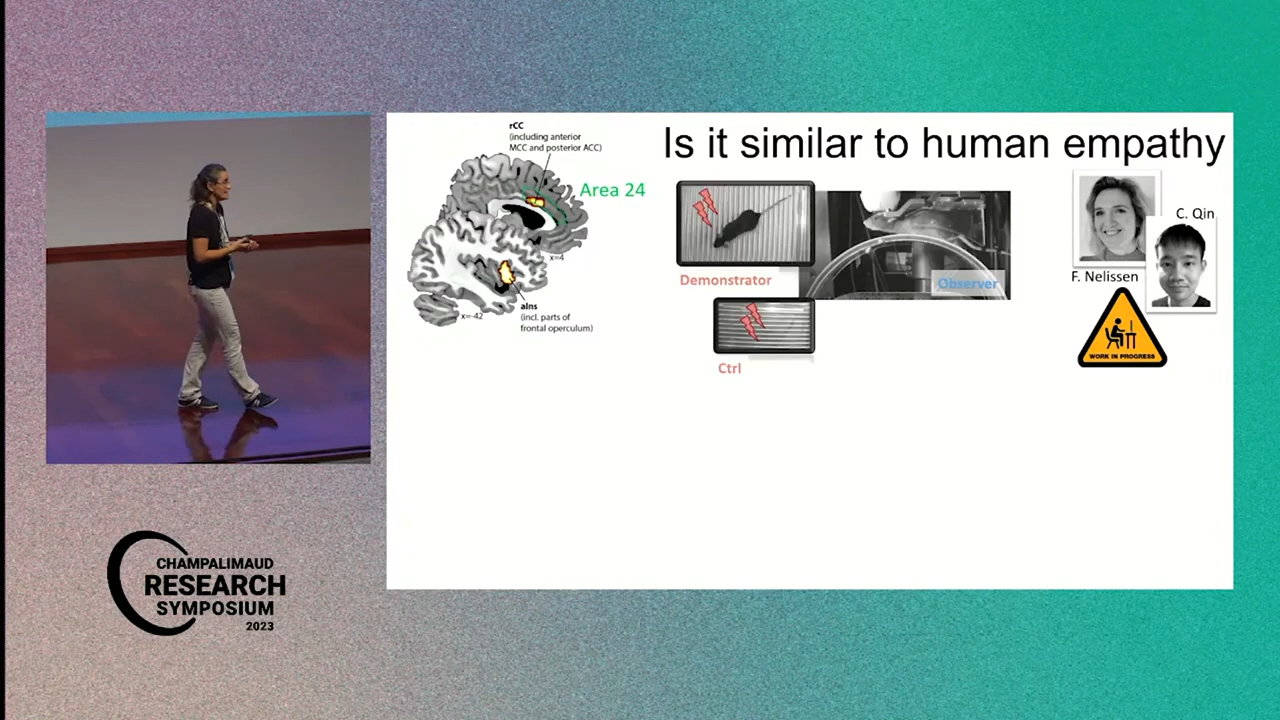 rCC
(including anterior
MCC and posterior ACC)
Area 24
x=4
x=-42
aIns
(incl. parts of
frontal operculum)
Is it similar to human empathy
Demonstrator
Observer
Ctrl
C. Qin
F. Nelissen
WORK IN PROGRESS
CHAMPALIMAUD
RESEARCH
SYMPOSIUM
2023